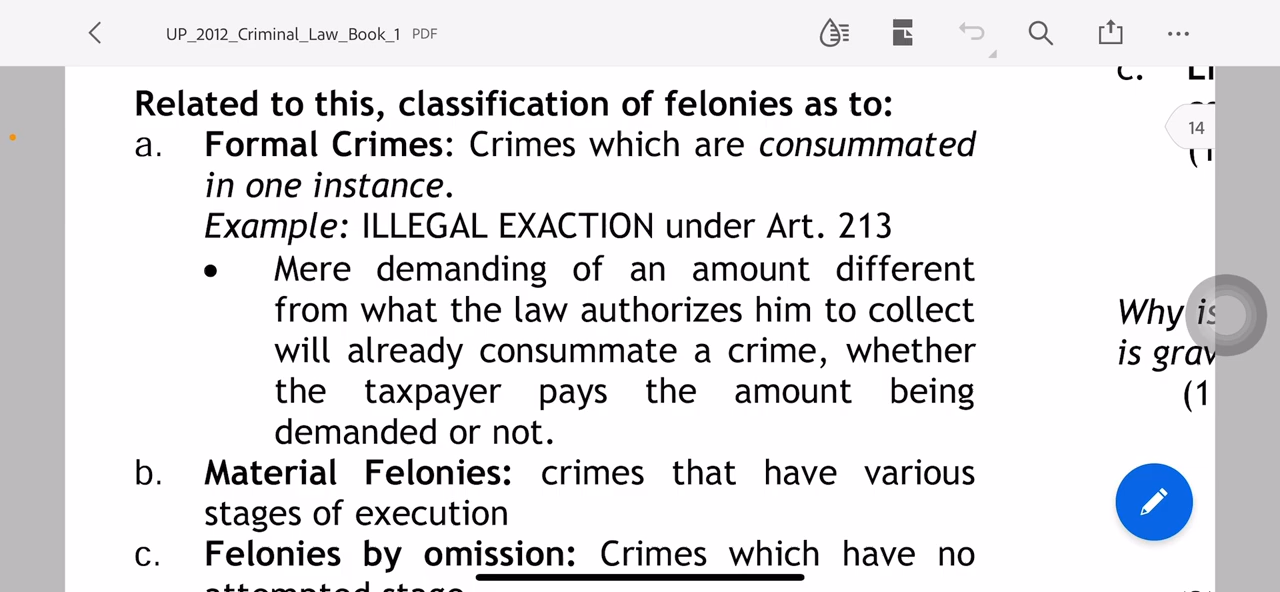 UP_2012_Criminal_Law_Book_1 PDF
Related to this, classification of felonies as to:
a. Formal Crimes: Crimes which are consummated
in one instance.
Example: ILLEGAL EXACTION under Art. 213
• Mere demanding of an amount different
from what the law authorizes him to collect
will already consummate a crime, whether
the taxpayer pays the amount being
demanded or not.
b. Material Felonies: crimes that have various
stages of execution
c. Felonies by omission: Crimes which have no
attempted stage
c.
14
Why is
is grav
(1